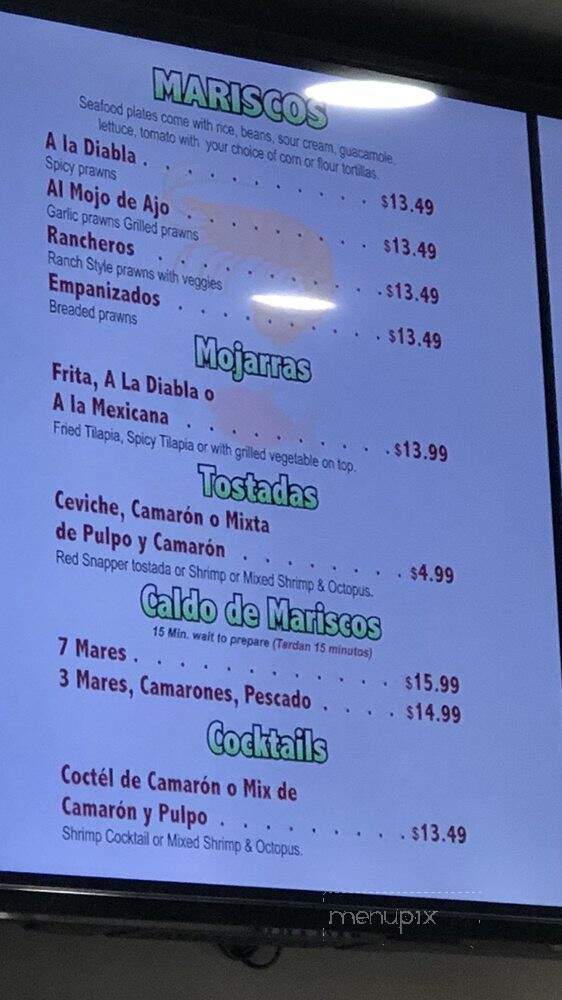 MARISCOS
Seafood plates come with rice, beans, sour cream, guacamole,
lettuce, tomato with your choice of corn or flour tortillas.
A la Diabla . . . . . . . . . . . $13.49
Spicy prawns
Al Mojo de Ajo . . . . . . . . . $13.49
Garlic prawns Grilled prawns
Rancheros . . . . . . . . . . . $13.49
Ranch Style prawns with veggies
Empanizados . . . . . . . . . . $13.49
Breaded prawns
Mojarras
Frita, A La Diabla o
A la Mexicana . . . . . . . . . $13.99
Fried Tilapia, Spicy Tilapia or with grilled vegetable on top.
Tostadas
Ceviche, Camarón o Mixta
de Pulpo y Camarón . . . . . . . $4.99
Red Snapper tostada or Shrimp or Mixed Shrimp & Octopus.
Caldo de Mariscos
15 Min. wait to prepare (Tardan 15 minutos)
7 Mares . . . . . . . . . . . . $15.99
3 Mares, Camarones, Pescado . . . . $14.99
Cocktails
Coctél de Camarón o Mix de
Camarón y Pulpo . . . . . . . . . $13.49
Shrimp Cocktail or Mixed Shrimp & Octopus.
menupix